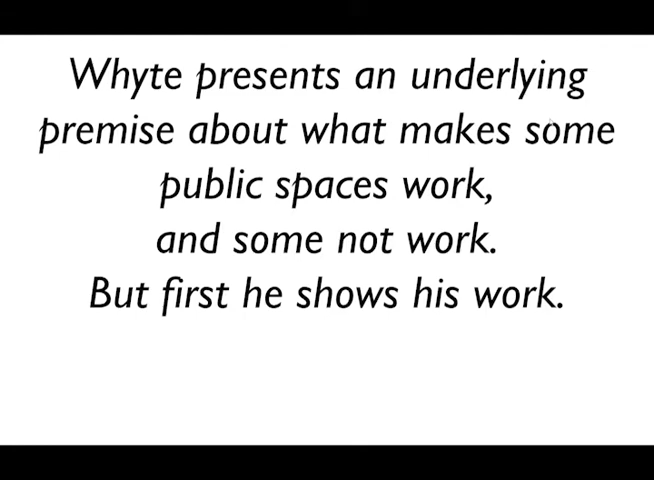 Whyte presents an underlying
premise about what makes some
public spaces work,
and some not work.
But first he shows his work.